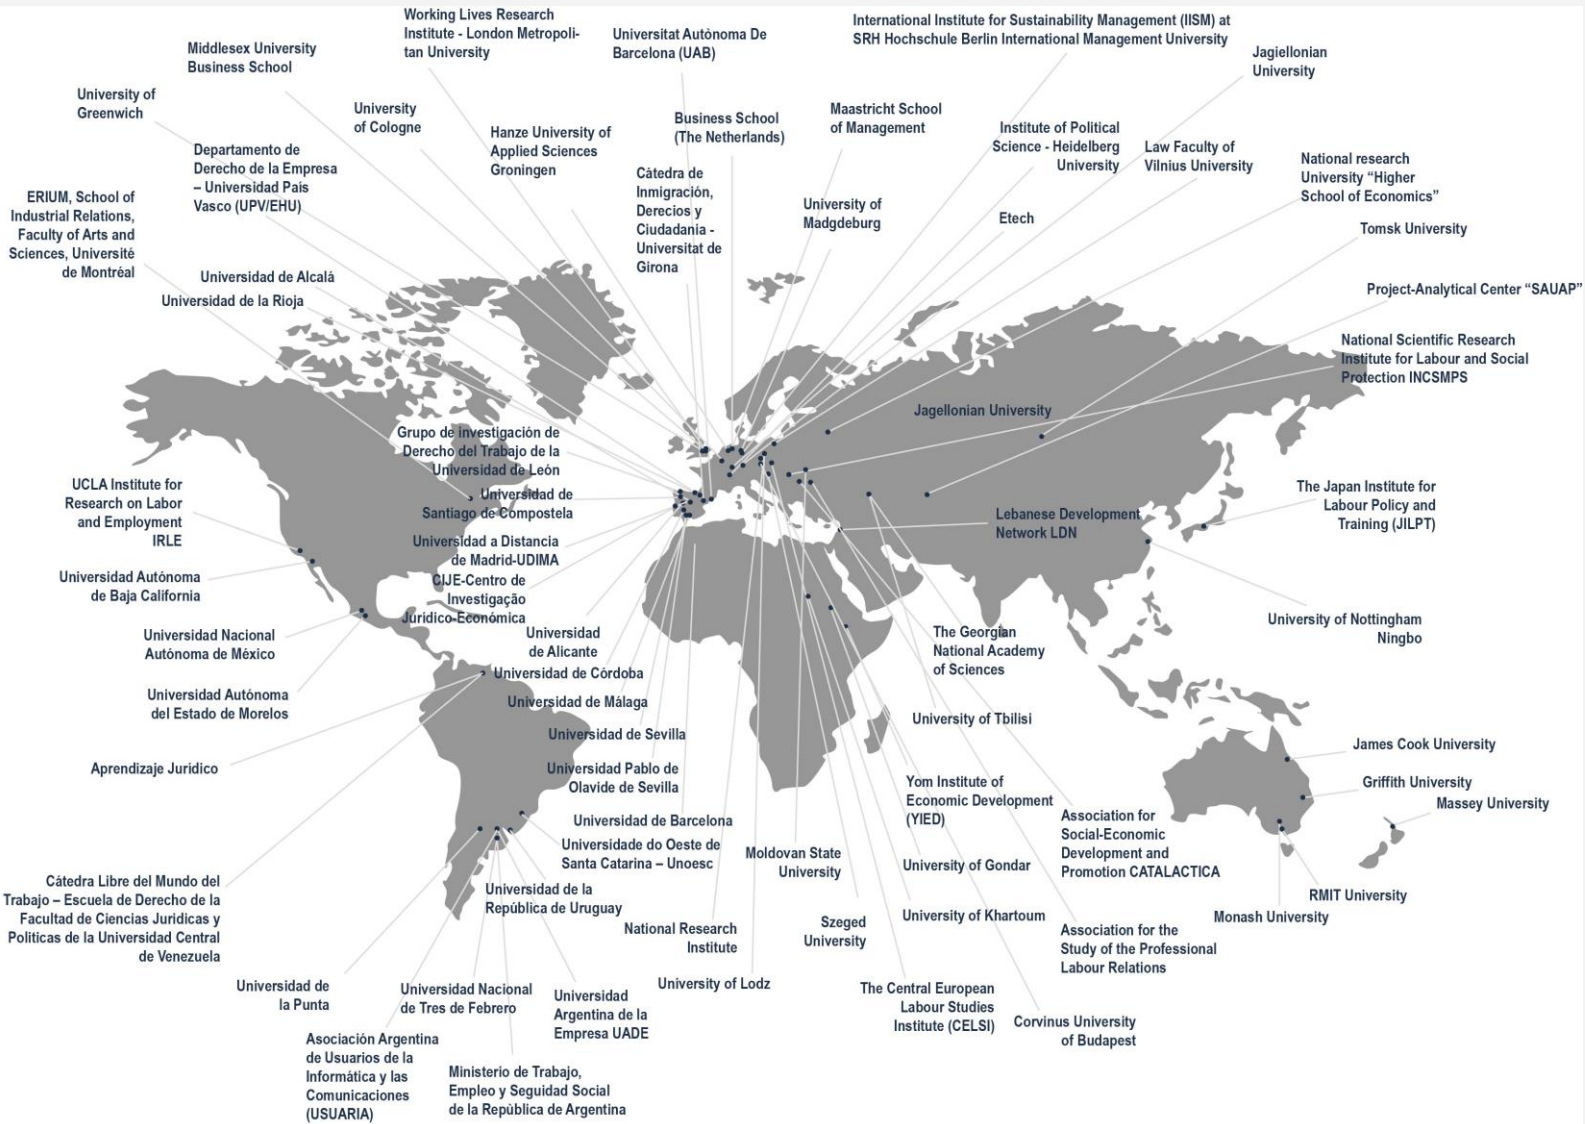 Working Lives Research
Institute - London Metropoli-
tan University
Middlesex University
Business School
Universitat Autònoma De
Barcelona (UAB)
International Institute for Sustainability Management (IISM) at
SRH Hochschule Berlin International Management University
Jagiellonian
University
University of
Greenwich
University
of Cologne
Hanze University of
Applied Sciences
Groningen
Business School
(The Netherlands)
Maastricht School
of Management
Institute of Political
Science - Heidelberg
University
Law Faculty of
Vilnius University
National research
University “Higher
School of Economics”
Departamento de
Derecho de la Empresa
– Universidad País
Vasco (UPV/EHU)
Cátedra de
Inmigración,
Derecios y
Ciudadanía -
Universitat de
Girona
University of
Madgdeburg
Etech
Tomsk University
ERIUM, School of
Industrial Relations,
Faculty of Arts and
Sciences, Université
de Montréal
Universidad de Alcalá
Universidad de la Rioja
Project-Analytical Center “SAUAP”
National Scientific Research
Institute for Labour and Social
Protection INCSMPS
Jagellonian University
Grupo de investigación de
Derecho del Trabajo de la
Universidad de León
Universidad de
Santiago de Compostela
UCLA Institute for
Research on Labor
and Employment
IRLE
The Japan Institute for
Labour Policy and
Training (JILPT)
Lebanese Development
Network LDN
Universidad a Distancia
de Madrid-UDIMA
CIJE-Centro de
Investigação
Jurídico-Económica
Universidad Autónoma
de Baja California
Universidad Nacional
Autónoma de México
Universidad
de Alicante
The Georgian
National Academy
of Sciences
University of Nottingham
Ningbo
Universidad de Córdoba
Universidad Autónoma
del Estado de Morelos
Universidad de Málaga
University of Tbilisi
Universidad de Sevilla
James Cook University
Aprendizaje Juridico
Universidad Pablo de
Olavide de Sevilla
Yom Institute of
Economic Development
(YIED)
Griffith University
Massey University
Universidad de Barcelona
Association for
Social-Economic
Development and
Promotion CATALACTICA
Universidade do Oeste de
Santa Catarina – Unoesc
Moldovan State
University
University of Gondar
Cátedra Libre del Mundo del
Trabajo – Escuela de Derecho de la
Facultad de Ciencias Juridicas y
Politicas de la Universidad Central
de Venezuela
Universidad de la
República de Uruguay
RMIT University
Monash University
Szeged
University
University of Khartoum
National Research
Institute
Association for the
Study of the Professional
Labour Relations
Universidad de
la Punta
Universidad Nacional
de Tres de Febrero
Universidad
Argentina de la
Empresa UADE
University of Lodz
The Central European
Labour Studies
Institute (CELSI)
Corvinus University
of Budapest
Asociación Argentina
de Usuarios de la
Informática y las
Comunicaciones
(USUARIA)
Ministerio de Trabajo,
Empleo y Seguidad Social
de la Repùblica de Argentina